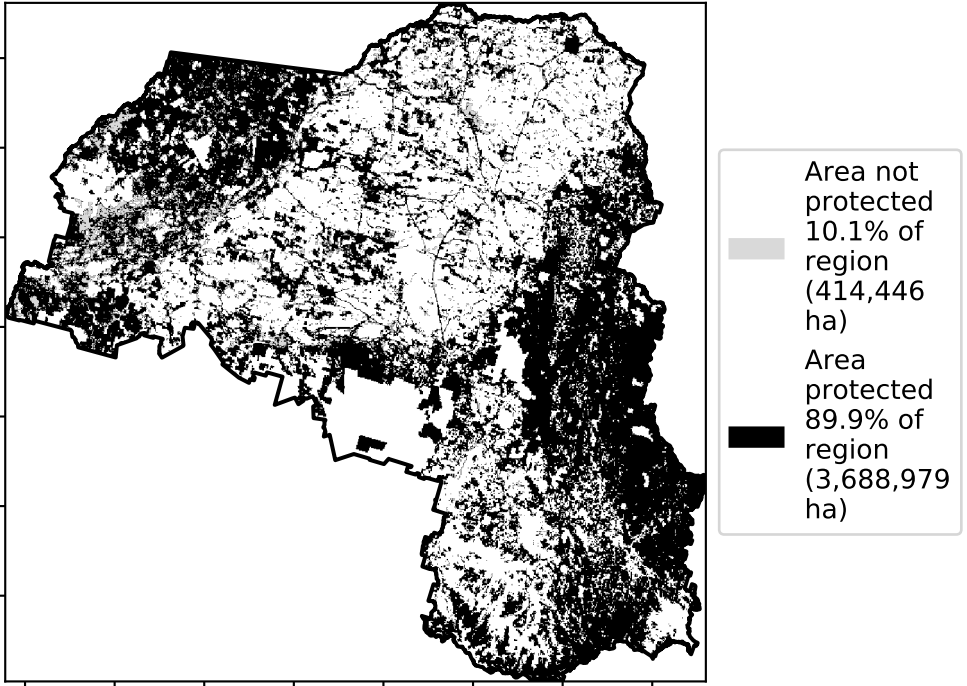 Area not
protected
10.1% of
region
(414,446
ha)
Area
protected
89.9% of
region
(3,688,979
ha)